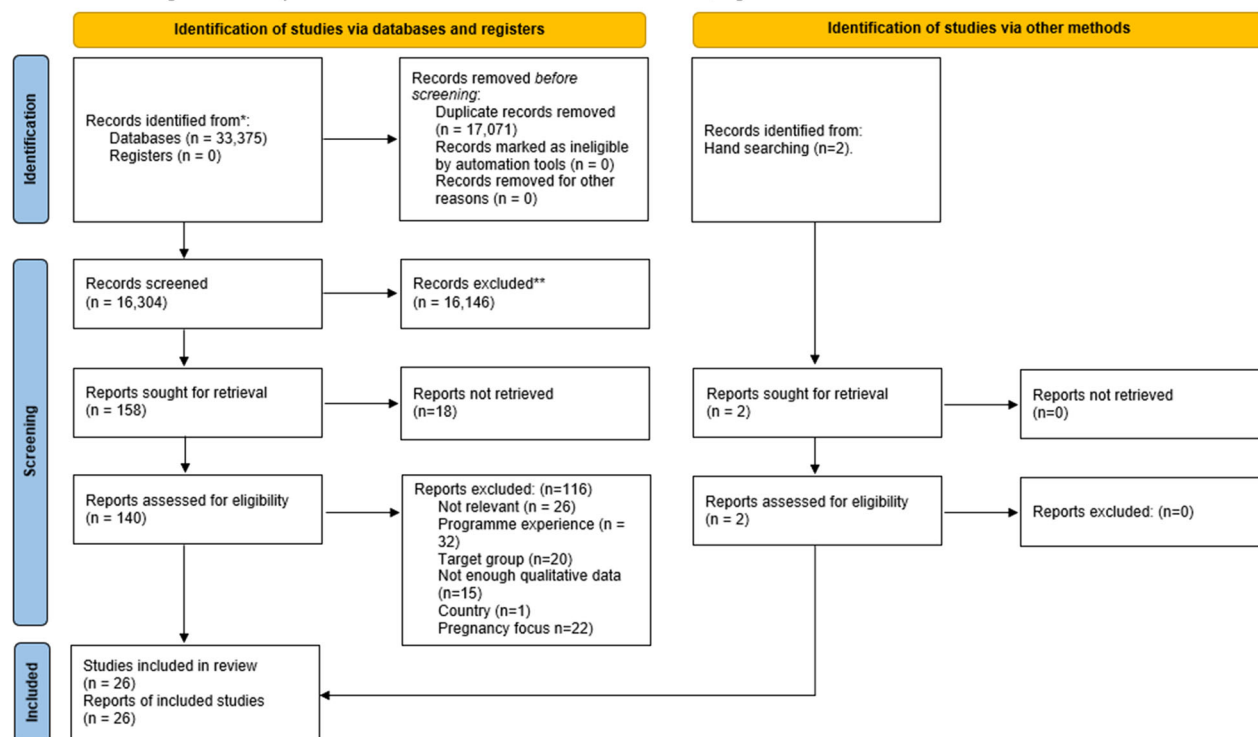 Identification of studies via databases and registers
Identification of studies via other methods
Identification
Records identified from*:
Databases (n = 33,375)
Registers (n = 0)
Records removed before
screening:
Duplicate records removed
(n = 17,071)
Records marked as ineligible
by automation tools (n = 0)
Records removed for other
reasons (n = 0)
Records identified from:
Hand searching (n=2).
Screening
Records screened
(n = 16,304)
Records excluded**
(n = 16,146)
Reports sought for retrieval
(n = 158)
Reports not retrieved
(n=18)
Reports sought for retrieval
(n = 2)
Reports not retrieved
(n=0)
Reports assessed for eligibility
(n = 140)
Reports excluded: (n=116)
Not relevant (n = 26)
Programme experience (n =
32)
Target group (n=20)
Not enough qualitative data
(n=15)
Country (n=1)
Pregnancy focus n=22)
Reports assessed for eligibility
(n = 2)
Reports excluded: (n=0)
Included
Studies included in review
(n = 26)
Reports of included studies
(n = 26)